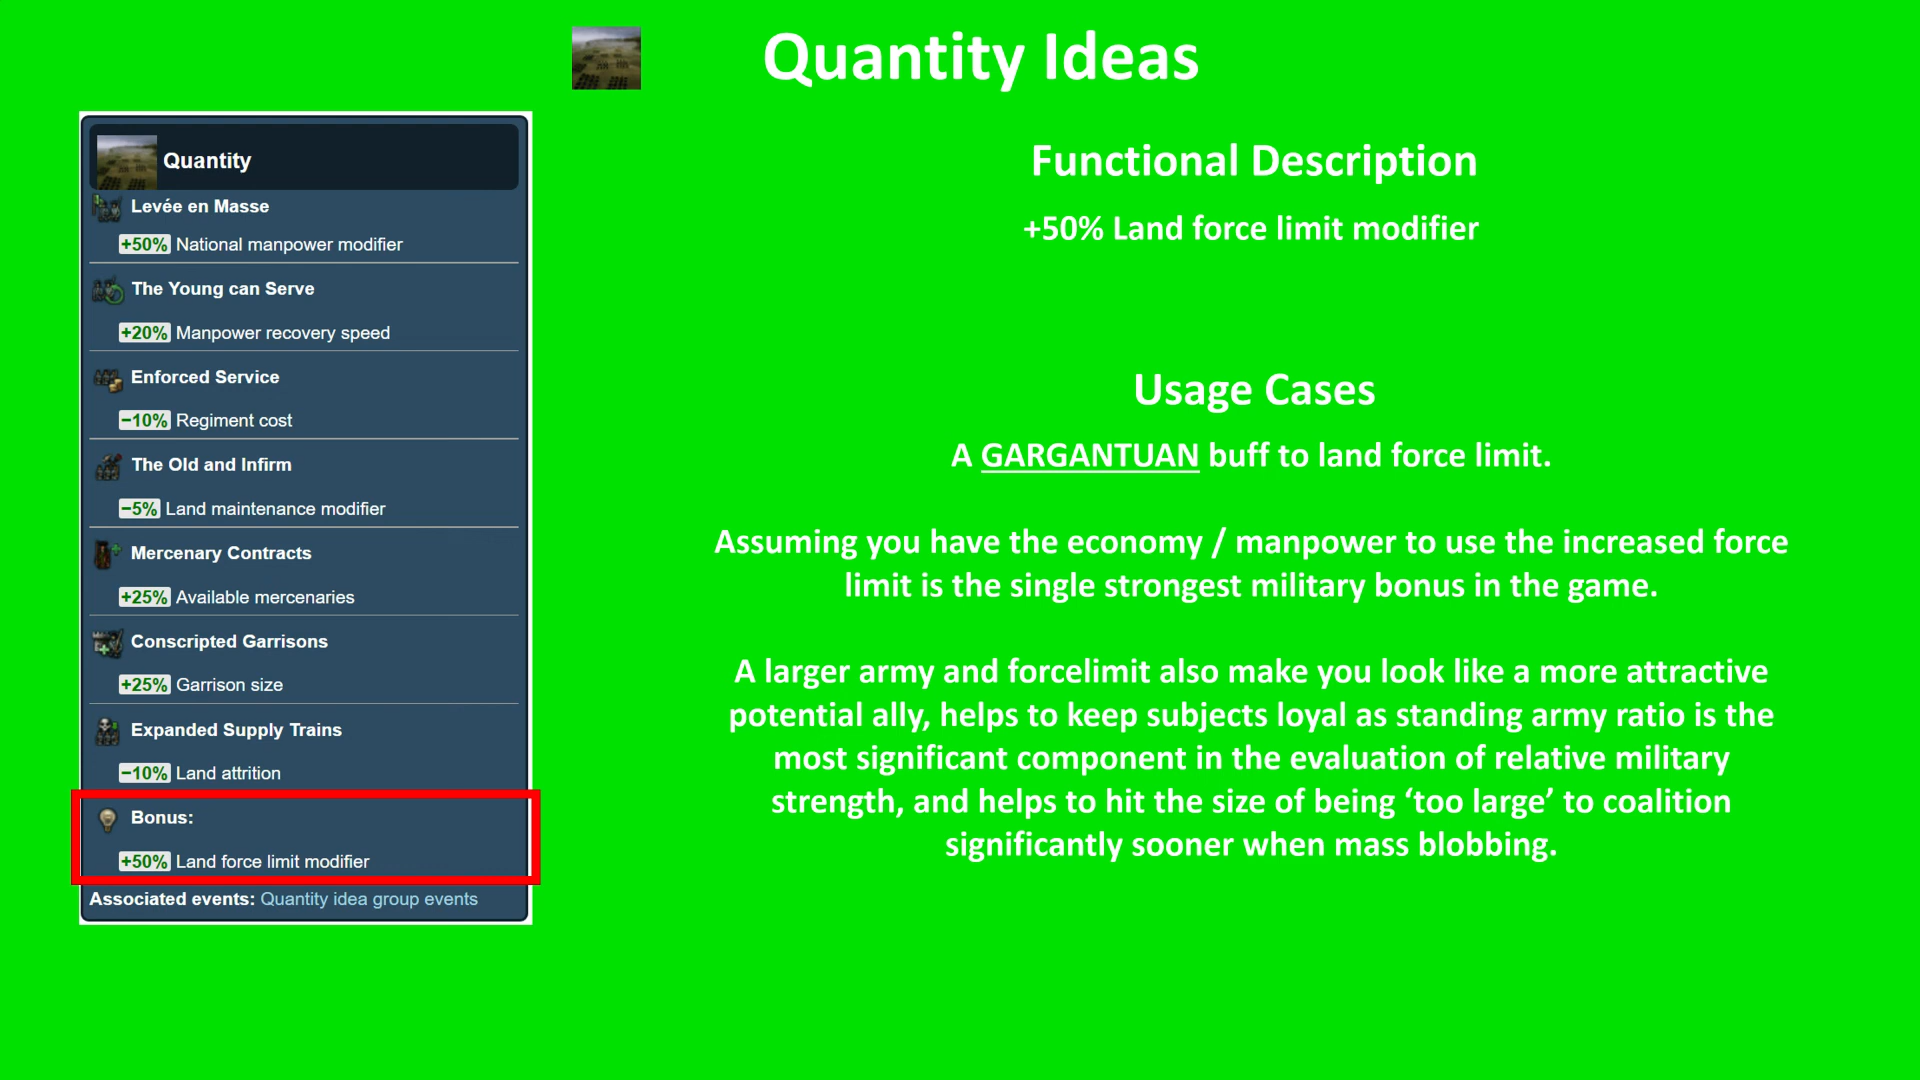 Quantity Ideas
Quantity
Levée en Masse
+50% National manpower modifier
The Young can Serve
+20% Manpower recovery speed
Enforced Service
−10% Regiment cost
The Old and Infirm
−5% Land maintenance modifier
Mercenary Contracts
+25% Available mercenaries
Conscripted Garrisons
+25% Garrison size
Expanded Supply Trains
−10% Land attrition
Bonus:
+50% Land force limit modifier
Associated events: Quantity idea group events
Functional Description
+50% Land force limit modifier
Usage Cases
A GARGANTUAN buff to land force limit.
Assuming you have the economy / manpower to use the increased force
limit is the single strongest military bonus in the game.
A larger army and forcelimit also make you look like a more attractive
potential ally, helps to keep subjects loyal as standing army ratio is the
most significant component in the evaluation of relative military
strength, and helps to hit the size of being ‘too large’ to coalition
significantly sooner when mass blobbing.